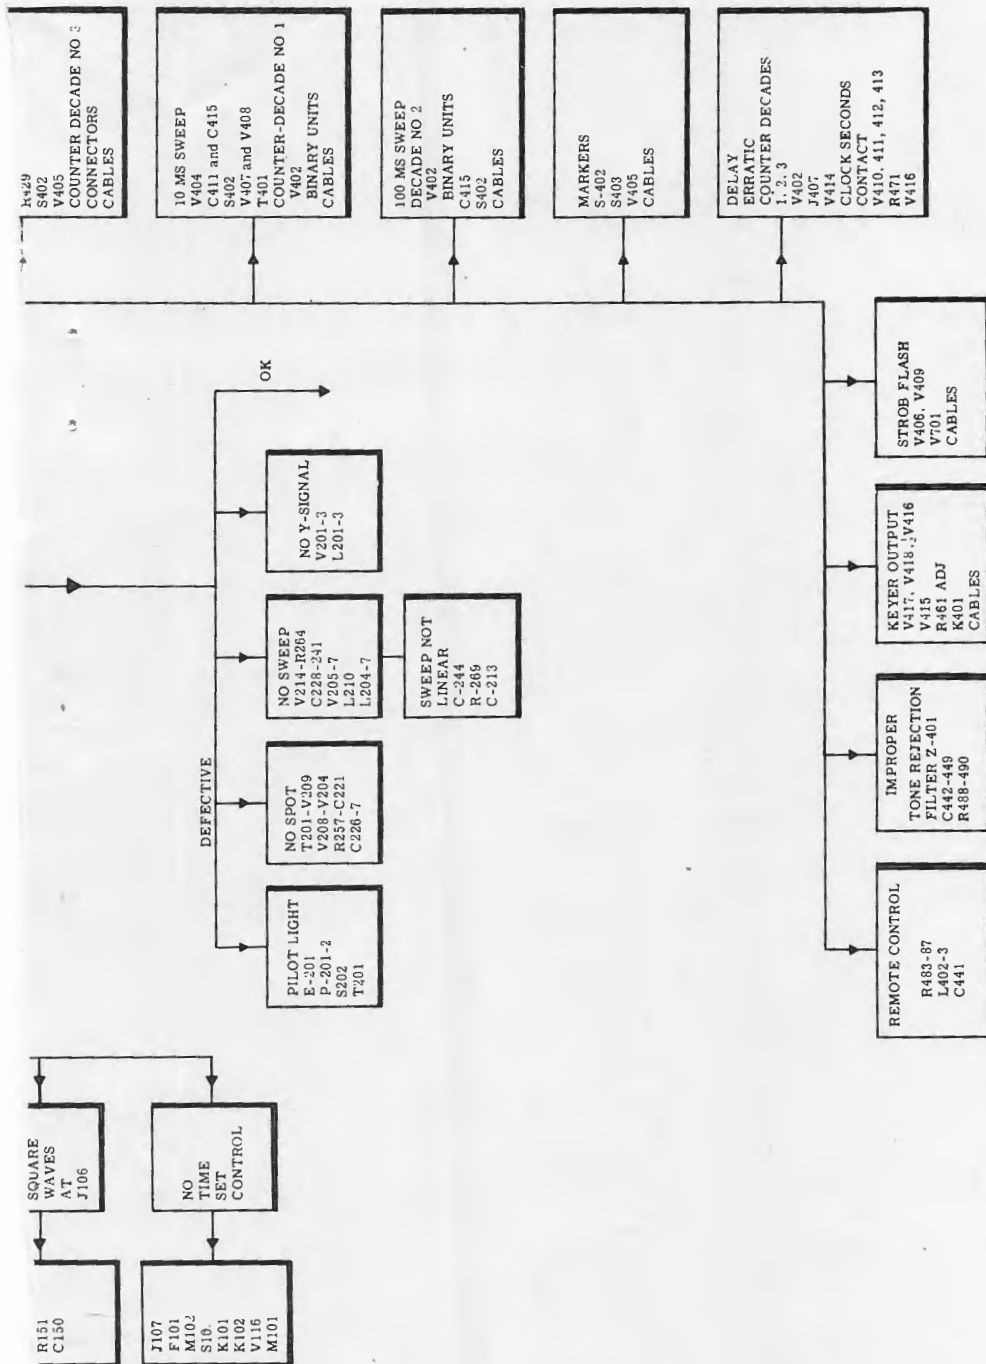 R429
S402
V405
COUNTER DECADE NO 3
CONNECTORS
CABLES
10 MS SWEEP
V404
C411 and C415
S402
V407 and V408
T401
COUNTER-DECADE NO 1
V402
BINARY UNITS
CABLES
100 MS SWEEP
DECADE NO 2
V402
BINARY UNITS
C415
S402
CABLES
MARKERS
S-402
S403
V405
CABLES
DELAY
ERRATIC
COUNTER DECADES
1, 2, 3
V402
J407
V414
CLOCK SECONDS
CONTACT
V410, 411, 412, 413
R471
V416
OK
DEFECTIVE
NO Y-SIGNAL
V201-3
L201-3
NO SWEEP
V214-R264
C228-241
V205-7
L210
L204-7
SWEEP NOT
LINEAR
C-244
R-269
C-213
NO SPOT
T201-V209
V208-V204
R257-C221
C226-7
PILOT LIGHT
E-201
P-201-2
S202
T201
STROB FLASH
V406, V409
V701
CABLES
KEYER OUTPUT
V417, V418, V416
V415
R461 ADJ
K401
CABLES
IMPROPER
TONE REJECTION
FILTER Z-401
C442-449
R488-490
REMOTE CONTROL
R483-87
L402-3
C441
SQUARE
WAVES
AT
J106
NO
TIME
SET
CONTROL
R151
C150
J107
F101
M102
K101
K102
V116
M101